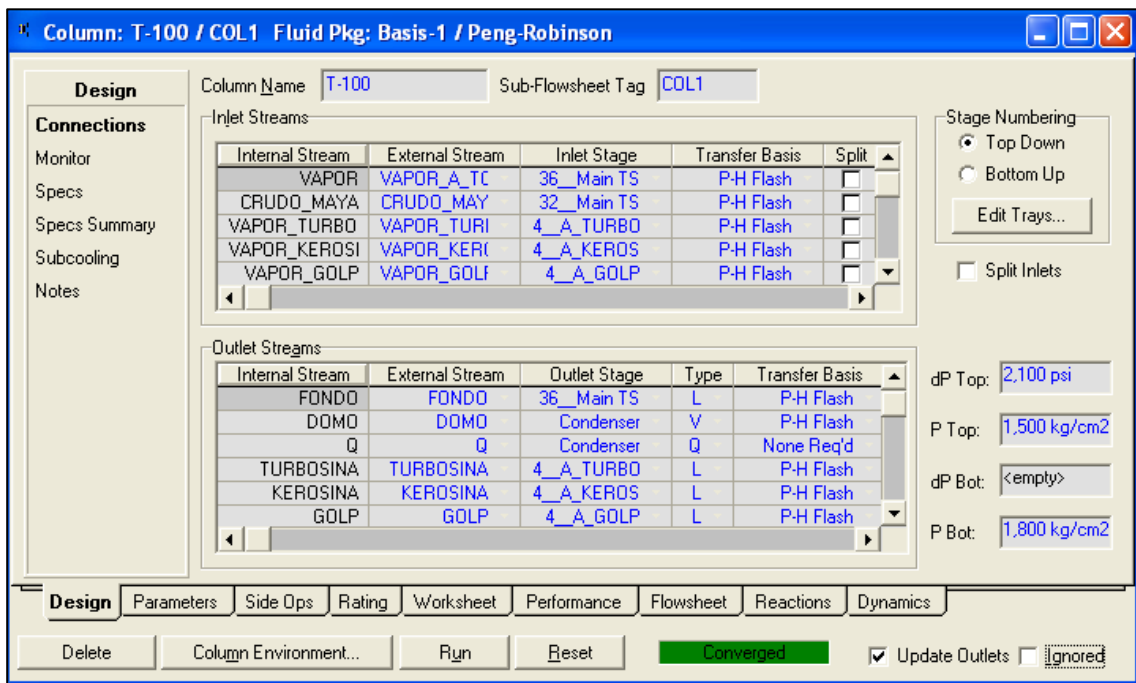 Column: T-100 / COL1 Fluid Pkg: Basis-1 / Peng-Robinson
Design
Connections
Monitor
Specs
Specs Summary
Subcooling
Notes
Column Name T-100 Sub-Flowsheet Tag COL1
Inlet Streams
Internal Stream External Stream Inlet Stage Transfer Basis Split
VAPOR VAPOR_A_TC 36__Main TS P-H Flash
CRUDO_MAYA CRUDO_MAY 32__Main TS P-H Flash
VAPOR_TURBO VAPOR_TURI 4__A_TURBO P-H Flash
VAPOR_KEROSI VAPOR_KER( 4__A_KEROS P-H Flash
VAPOR_GOLP VAPOR_GOLF 4__A_GOLP P-H Flash
Stage Numbering
Top Down
Bottom Up
Edit Trays...
Split Inlets
Outlet Streams
Internal Stream External Stream Outlet Stage Type Transfer Basis
FONDO FONDO 36__Main TS L P-H Flash
DOMO DOMO Condenser V P-H Flash
Q Q Condenser Q None Req'd
TURBOSINA TURBOSINA 4__A_TURBO L P-H Flash
KEROSINA KEROSINA 4__A_KEROS L P-H Flash
GOLP GOLP 4__A_GOLP L P-H Flash
dP Top: 2,100 psi
P Top: 1,500 kg/cm2
dP Bot: <empty>
P Bot: 1,800 kg/cm2
Design Parameters Side Ops Rating Worksheet Performance Flowsheet Reactions Dynamics
Delete Column Environment... Run Reset Converged Update Outlets Ignored